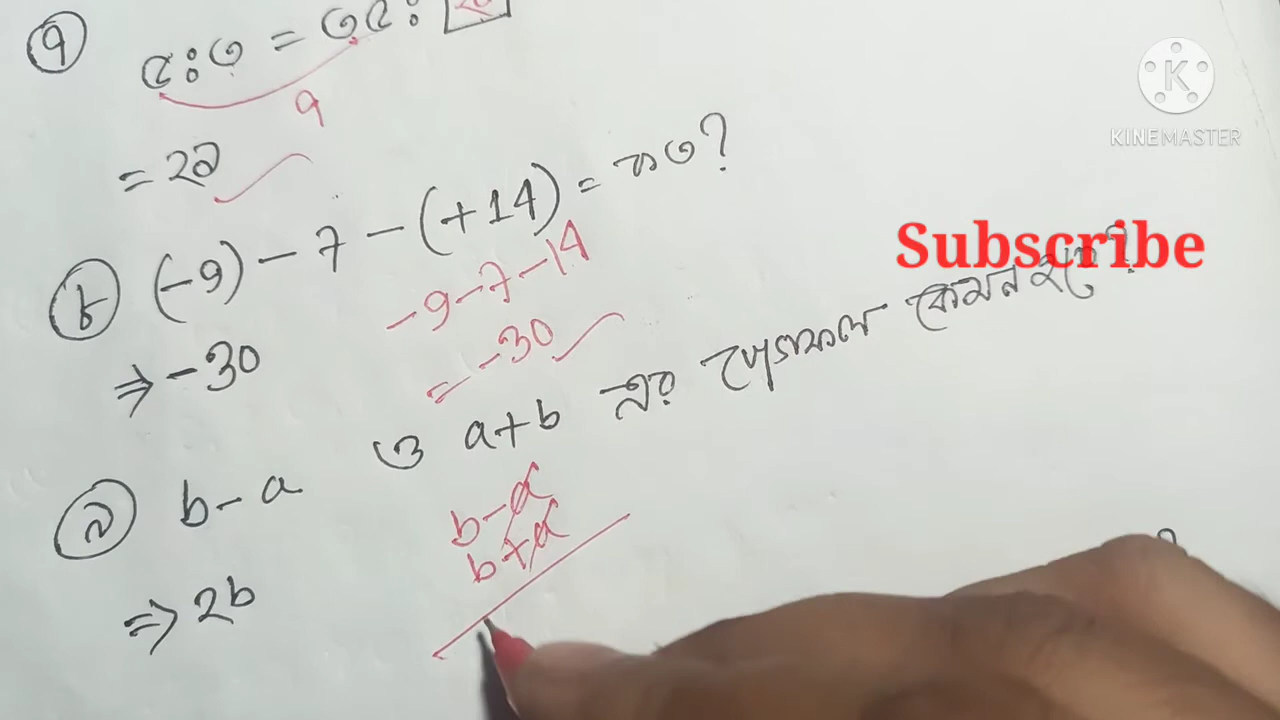 ৭ ৫:৩ = ৩৫:
৭
= ২১
KINEMASTER
Subscribe
৮ (-9) - 7 - (+14) = কত?
-9-7-14
= -30
⇒ -30
৯ b-a ও a+b এর যোগফল কেমন হবে?
b-a
b+a
⇒ 2b